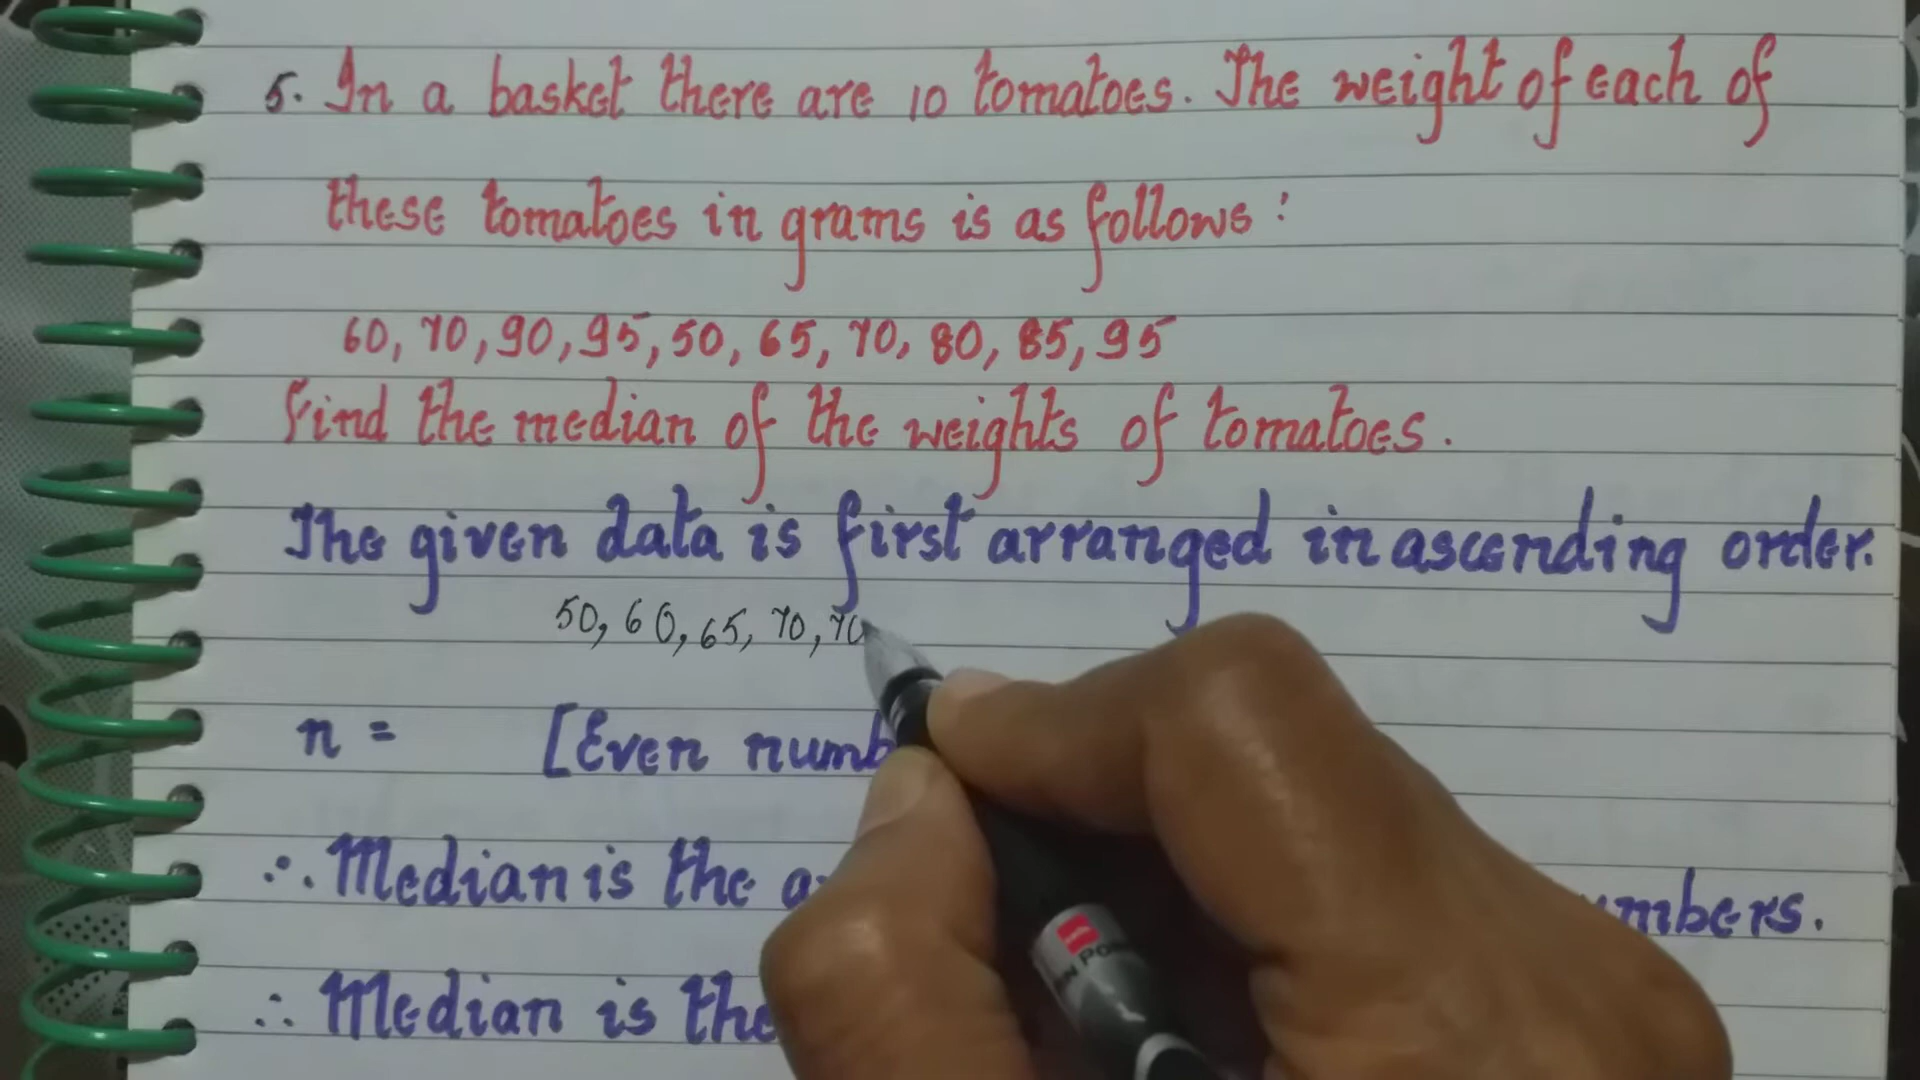 5. In a basket there are 10 tomatoes. The weight of each of
these tomatoes in grams is as follows:
60, 70, 90, 95, 50, 65, 70, 80, 85, 95
Find the median of the weights of tomatoes.
The given data is first arranged in ascending order.
50, 60, 65, 70, 70
n = [Even
∴ Median is the
∴ Median is the